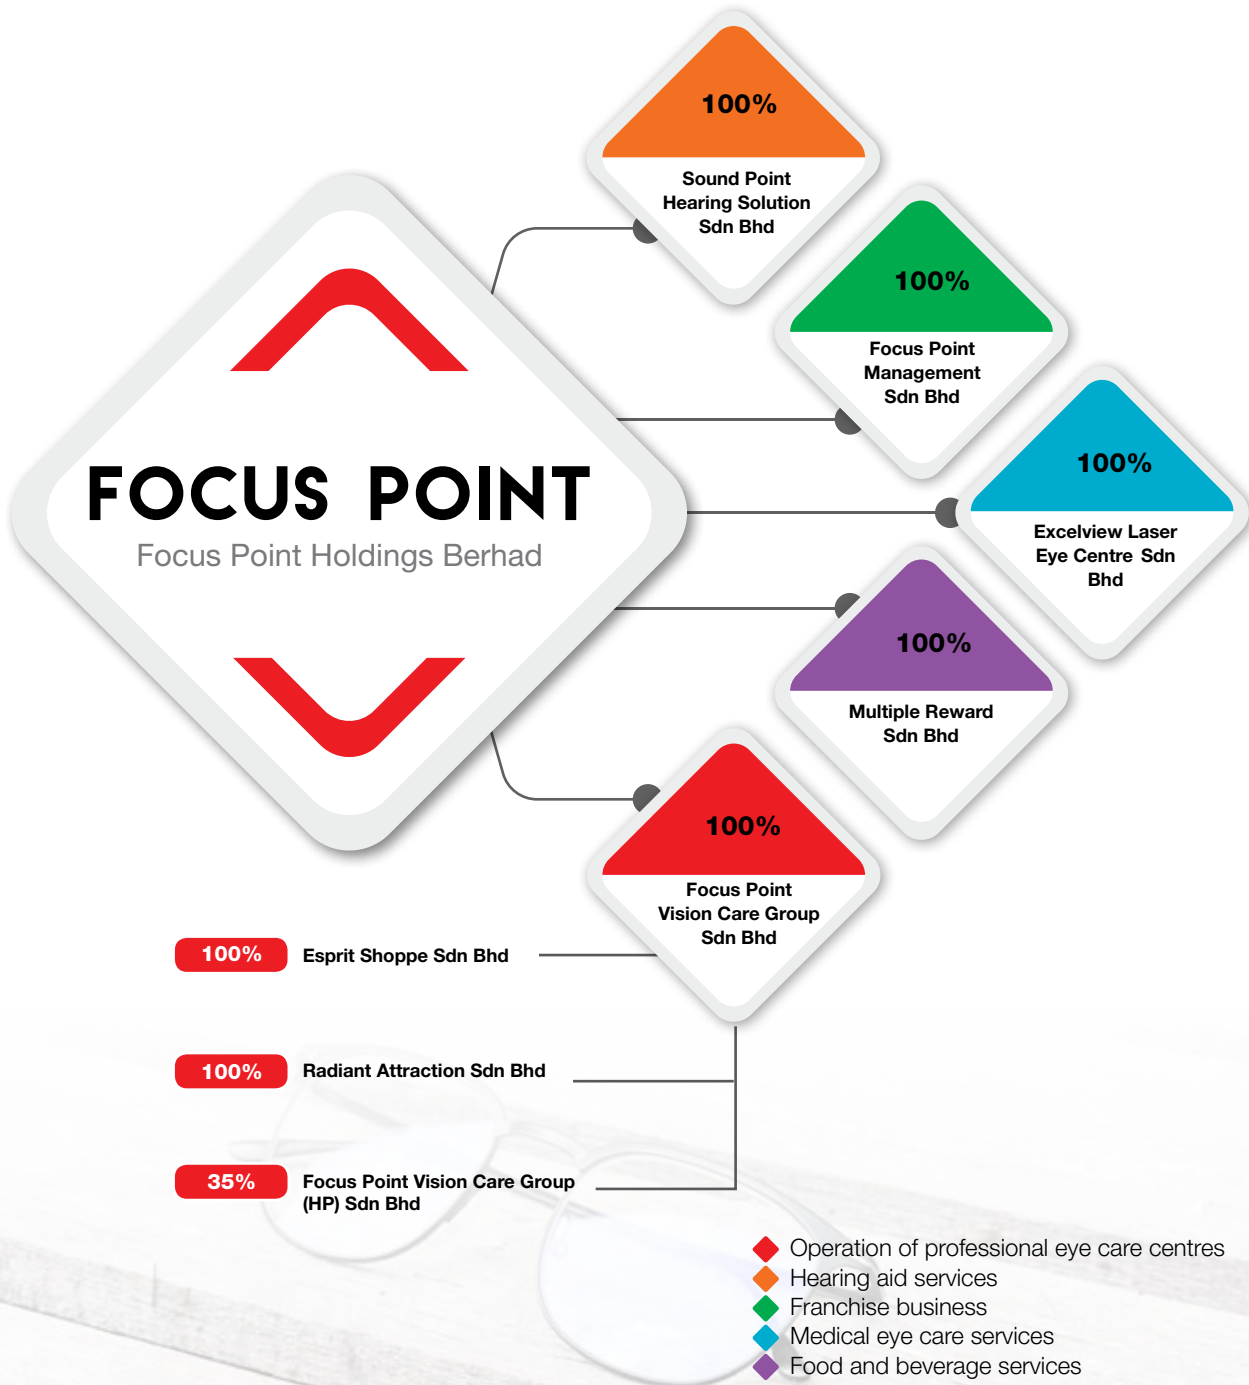 100%
Sound Point
Hearing Solution
Sdn Bhd
100%
Focus Point
Management
Sdn Bhd
100%
Excelview Laser
Eye Centre Sdn
Bhd
FOCUS POINT
Focus Point Holdings Berhad
100%
Multiple Reward
Sdn Bhd
100%
Focus Point
Vision Care Group
Sdn Bhd
100% Esprit Shoppe Sdn Bhd
100% Radiant Attraction Sdn Bhd
35% Focus Point Vision Care Group
(HP) Sdn Bhd
Operation of professional eye care centres
Hearing aid services
Franchise business
Medical eye care services
Food and beverage services